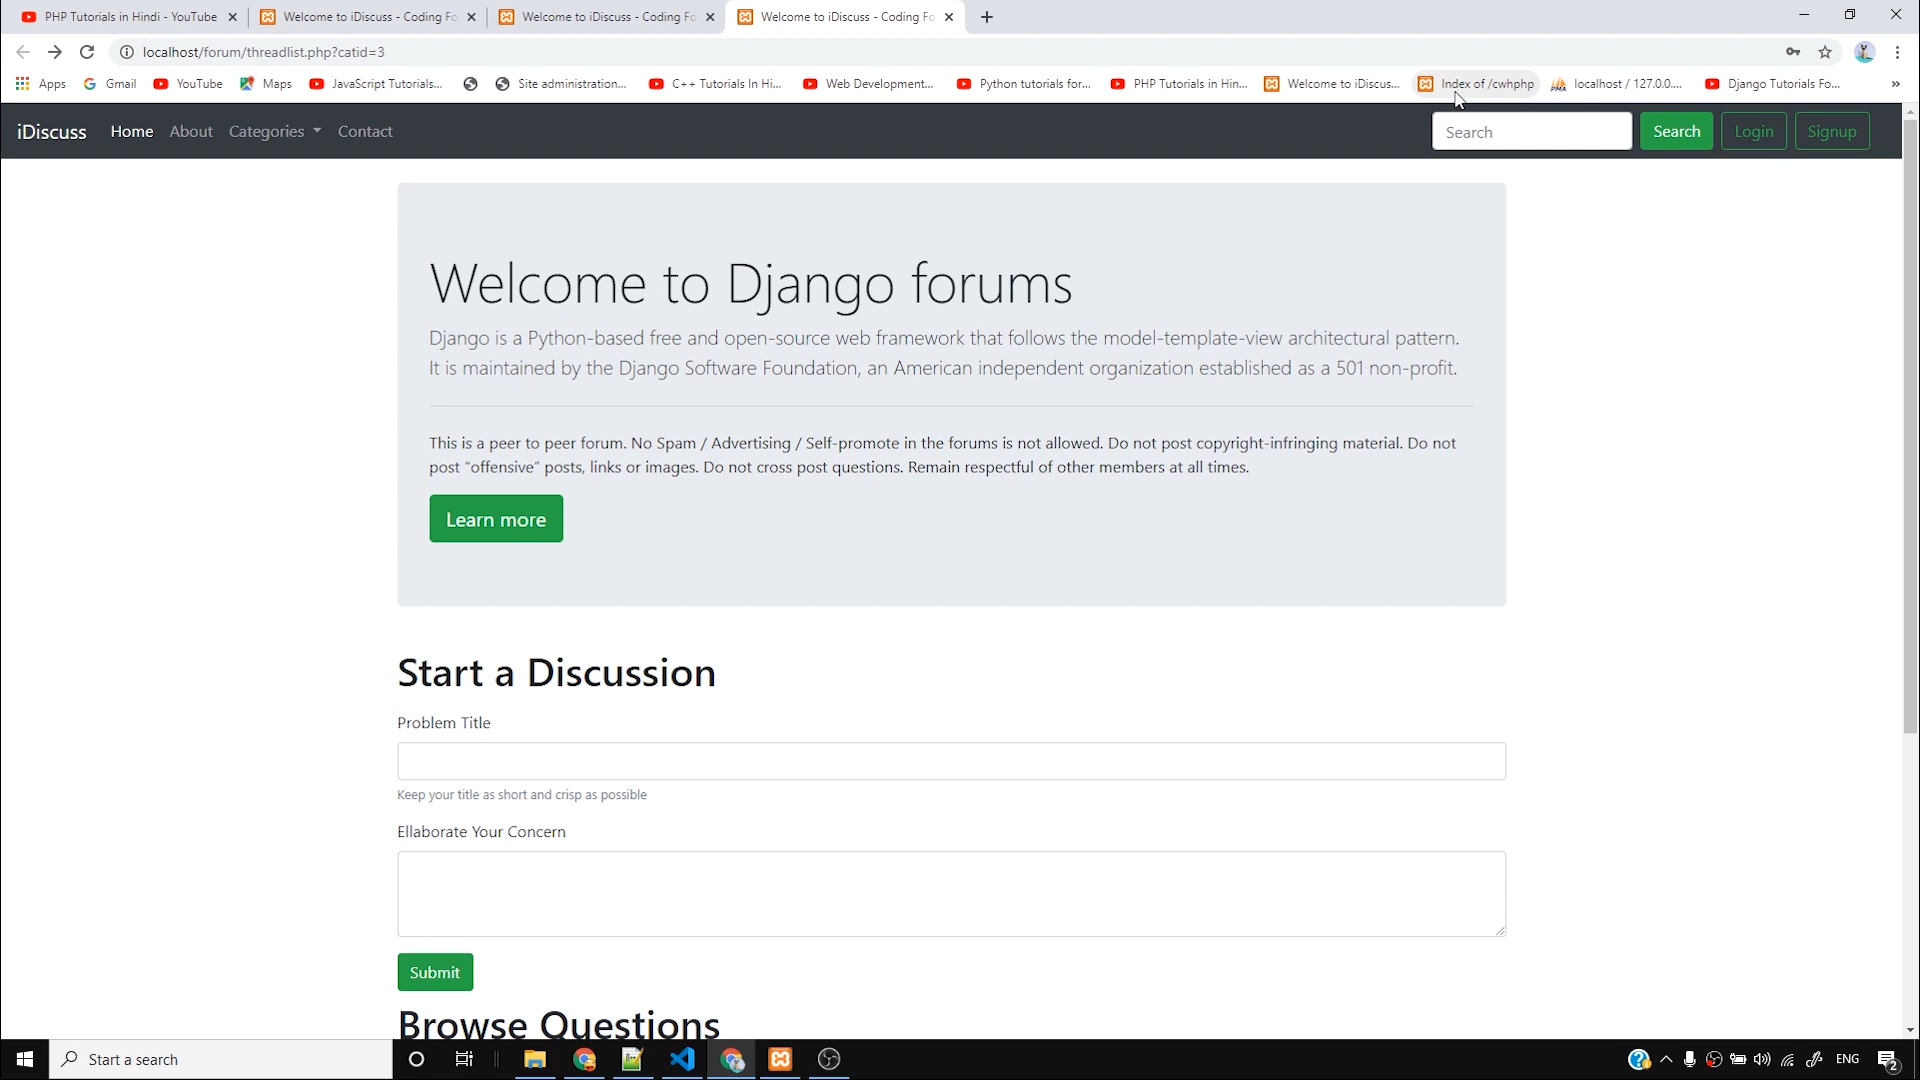 PHP Tutorials in Hindi - YouTube
Welcome to iDiscuss - Coding Fo
Welcome to iDiscuss - Coding Fo
Welcome to iDiscuss - Coding Fo
localhost/forum/threadlist.php?catid=3
Apps
Gmail
YouTube
Maps
JavaScript Tutorials...
Site administration...
C++ Tutorials In Hi...
Web Development...
Python tutorials for...
PHP Tutorials in Hin...
Welcome to iDiscus...
Index of /cwhphp
localhost / 127.0.0....
Django Tutorials Fo...
iDiscuss
Home
About
Categories
Contact
Search
Search
Login
Signup
Welcome to Django forums
Django is a Python-based free and open-source web framework that follows the model-template-view architectural pattern.
It is maintained by the Django Software Foundation, an American independent organization established as a 501 non-profit.
This is a peer to peer forum. No Spam / Advertising / Self-promote in the forums is not allowed. Do not post copyright-infringing material. Do not
post “offensive” posts, links or images. Do not cross post questions. Remain respectful of other members at all times.
Learn more
Start a Discussion
Problem Title
Keep your title as short and crisp as possible
Ellaborate Your Concern
Submit
Browse Questions
Start a search
ENG
2